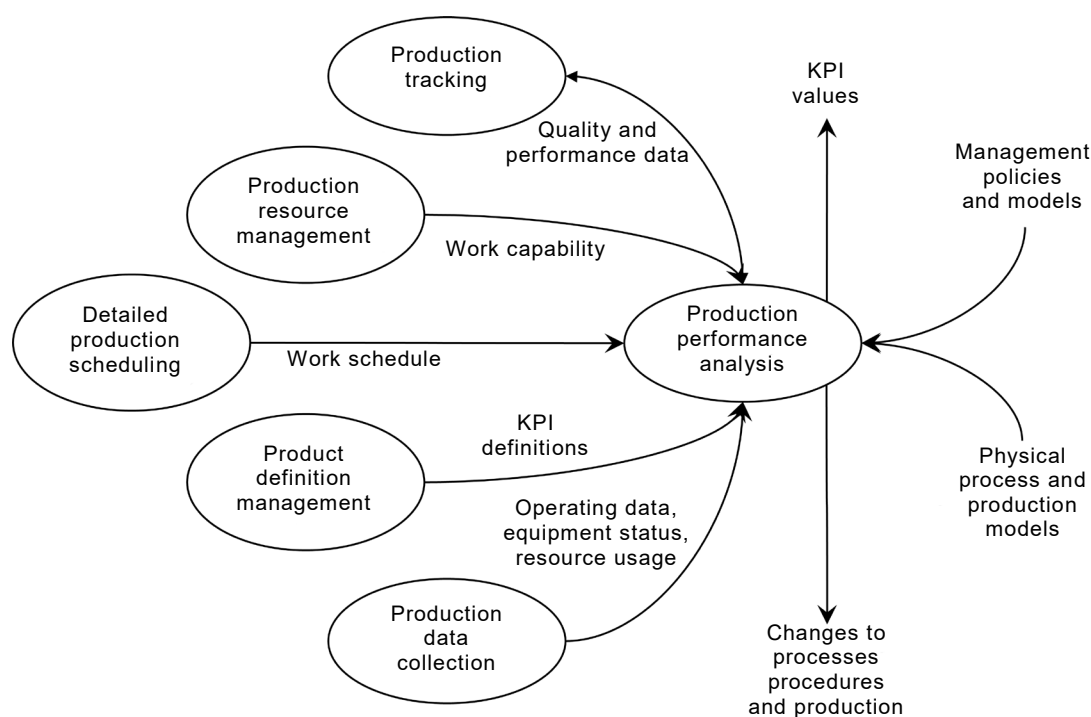 Production
tracking
KPI
values
Quality and
performance data
Management
policies
and models
Production
resource
management
Work capability
Detailed
production
scheduling
Work schedule
Production
performance
analysis
Product
definition
management
KPI
definitions
Physical
process and
production
models
Operating data,
equipment status,
resource usage
Production
data
collection
Changes to
processes
procedures
and production